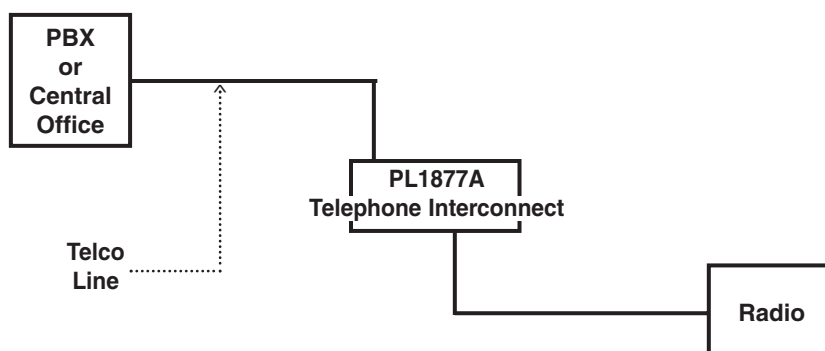 PBX
or
Central
Office
PL1877A
Telephone Interconnect
Telco
Line
Radio